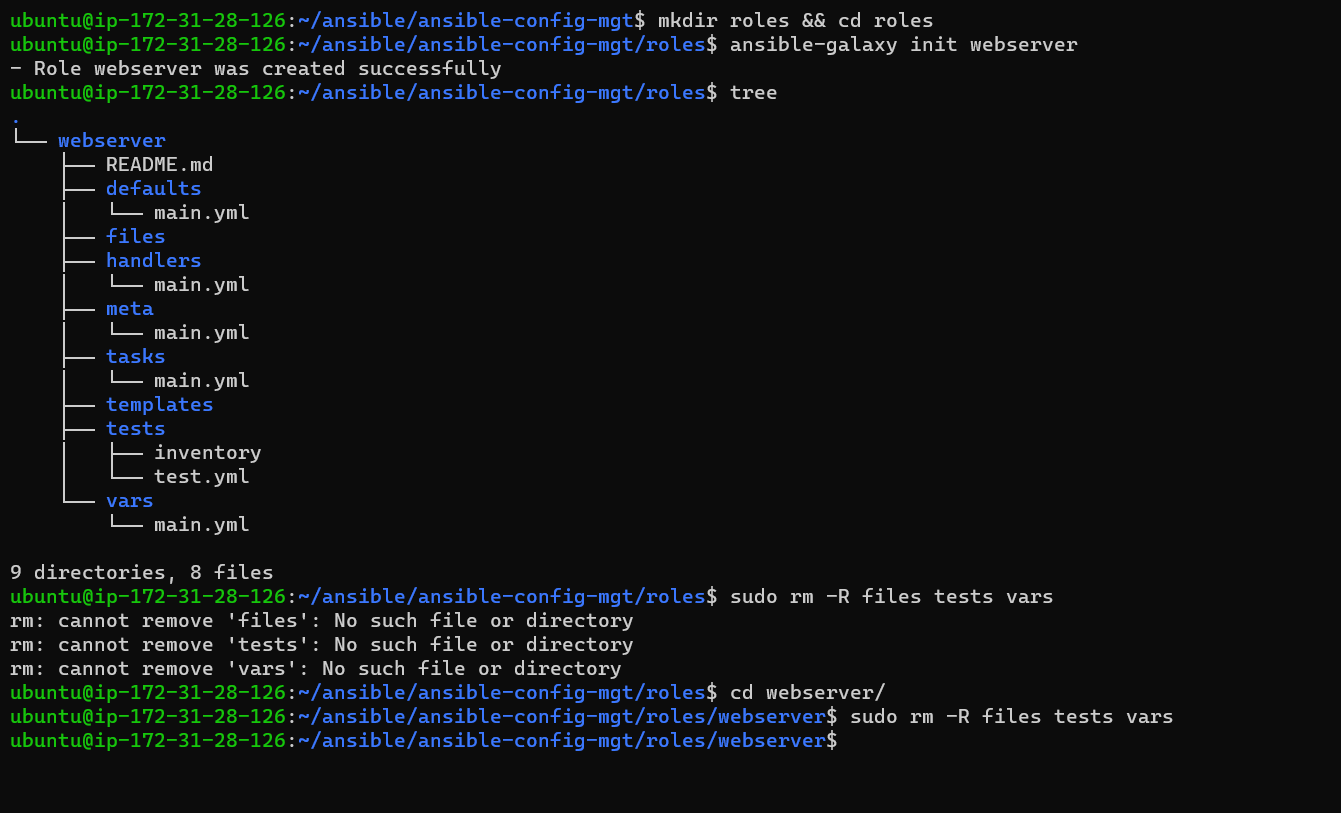 ubuntu@ip-172-31-28-126:~/ansible/ansible-config-mgt$ mkdir roles && cd roles
ubuntu@ip-172-31-28-126:~/ansible/ansible-config-mgt/roles$ ansible-galaxy init webserver
- Role webserver was created successfully
ubuntu@ip-172-31-28-126:~/ansible/ansible-config-mgt/roles$ tree
.
└── webserver
    ├── README.md
    ├── defaults
    │   └── main.yml
    ├── files
    ├── handlers
    │   └── main.yml
    ├── meta
    │   └── main.yml
    ├── tasks
    │   └── main.yml
    ├── templates
    ├── tests
    │   ├── inventory
    │   └── test.yml
    └── vars
        └── main.yml

9 directories, 8 files
ubuntu@ip-172-31-28-126:~/ansible/ansible-config-mgt/roles$ sudo rm -R files tests vars
rm: cannot remove 'files': No such file or directory
rm: cannot remove 'tests': No such file or directory
rm: cannot remove 'vars': No such file or directory
ubuntu@ip-172-31-28-126:~/ansible/ansible-config-mgt/roles$ cd webserver/
ubuntu@ip-172-31-28-126:~/ansible/ansible-config-mgt/roles/webserver$ sudo rm -R files tests vars
ubuntu@ip-172-31-28-126:~/ansible/ansible-config-mgt/roles/webserver$